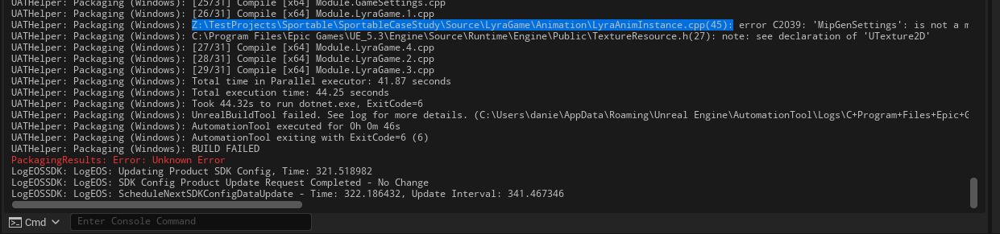 UATHelper: Packaging (Windows): [25/31] Compile [x64] Module.GameSettings.cpp
UATHelper: Packaging (Windows): [26/31] Compile [x64] Module.LyraGame.1.cpp
UATHelper: Packaging (Windows): Z:\TestProjects\Sportable\SportableCaseStudy\Source\LyraGame\Animation\LyraAnimInstance.cpp(45): error C2039: 'MipGenSettings': is not a m
UATHelper: Packaging (Windows): C:\Program Files\Epic Games\UE_5.3\Engine\Source\Runtime\Engine\Public\TextureResource.h(27): note: see declaration of 'UTexture2D'
UATHelper: Packaging (Windows): [27/31] Compile [x64] Module.LyraGame.4.cpp
UATHelper: Packaging (Windows): [28/31] Compile [x64] Module.LyraGame.2.cpp
UATHelper: Packaging (Windows): [29/31] Compile [x64] Module.LyraGame.3.cpp
UATHelper: Packaging (Windows): Total time in Parallel executor: 41.87 seconds
UATHelper: Packaging (Windows): Total execution time: 44.25 seconds
UATHelper: Packaging (Windows): Took 44.32s to run dotnet.exe, ExitCode=6
UATHelper: Packaging (Windows): UnrealBuildTool failed. See log for more details. (C:\Users\danie\AppData\Roaming\Unreal Engine\AutomationTool\Logs\C+Program+Files+Epic+G
UATHelper: Packaging (Windows): AutomationTool executed for 0h 0m 46s
UATHelper: Packaging (Windows): AutomationTool exiting with ExitCode=6 (6)
UATHelper: Packaging (Windows): BUILD FAILED
PackagingResults: Error: Unknown Error
LogEOSSDK: LogEOS: Updating Product SDK Config, Time: 321.518982
LogEOSSDK: LogEOS: SDK Config Product Update Request Completed - No Change
LogEOSSDK: LogEOS: ScheduleNextSDKConfigDataUpdate - Time: 322.186432, Update Interval: 341.467346
Cmd Enter Console Command